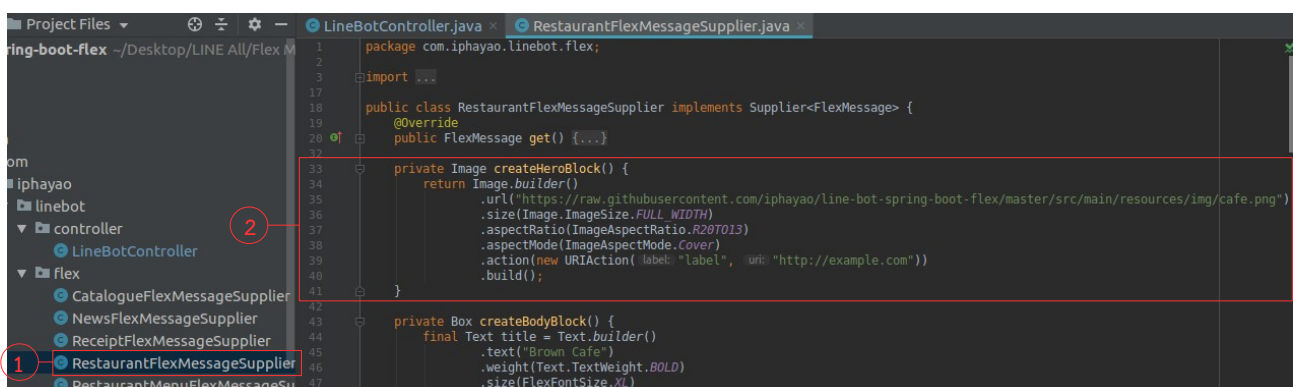 Project Files
LineBotController.java
RestaurantFlexMessageSupplier.java
ring-boot-flex ~/Desktop/LINE All/Flex M
om
iphayao
linebot
controller
LineBotController
flex
CatalogueFlexMessageSupplier
NewsFlexMessageSupplier
ReceiptFlexMessageSupplier
1
RestaurantFlexMessageSupplier
RestaurantMenuFlexMessageSu
2
1 package com.iphayao.linebot.flex;
2
3 import ...
17
18 public class RestaurantFlexMessageSupplier implements Supplier<FlexMessage> {
19 @Override
20 public FlexMessage get() {...}
32
33 private Image createHeroBlock() {
34 return Image.builder()
35 .url("https://raw.githubusercontent.com/iphayao/line-bot-spring-boot-flex/master/src/main/resources/img/cafe.png")
36 .size(Image.ImageSize.FULL_WIDTH)
37 .aspectRatio(ImageAspectRatio.R20TO13)
38 .aspectMode(ImageAspectMode.Cover)
39 .action(new URIAction( label: "label", uri: "http://example.com"))
40 .build();
41 }
42
43 private Box createBodyBlock() {
44 final Text title = Text.builder()
45 .text("Brown Cafe")
46 .weight(Text.TextWeight.BOLD)
47 .size(FlexFontSize.XL)